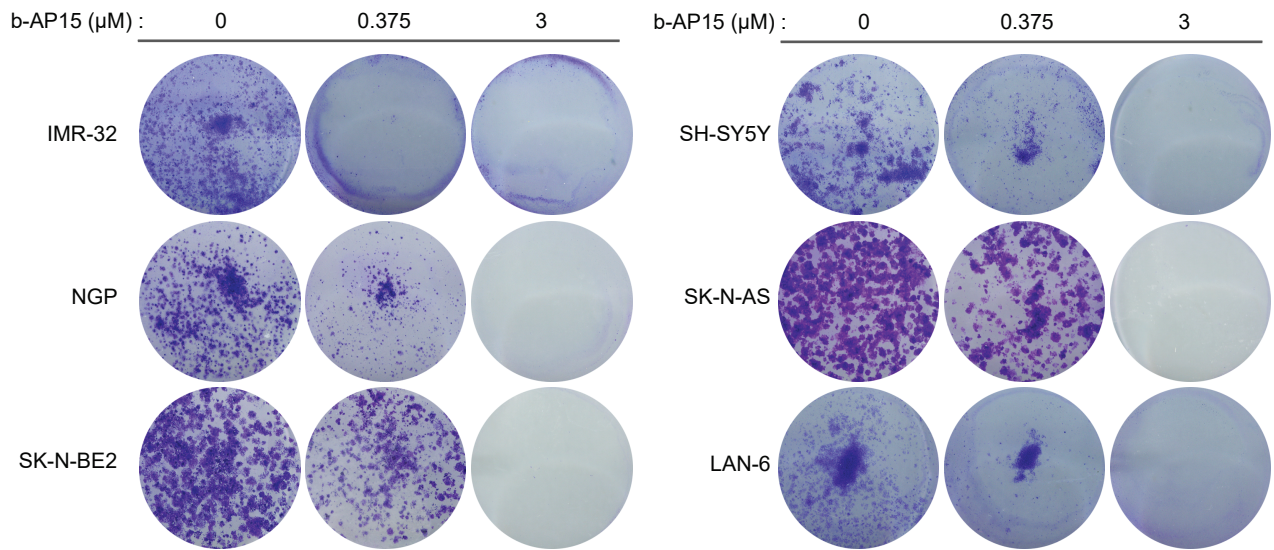 b-AP15 (µM) : 0 0.375 3
IMR-32
NGP
SK-N-BE2
b-AP15 (µM) : 0 0.375 3
SH-SY5Y
SK-N-AS
LAN-6